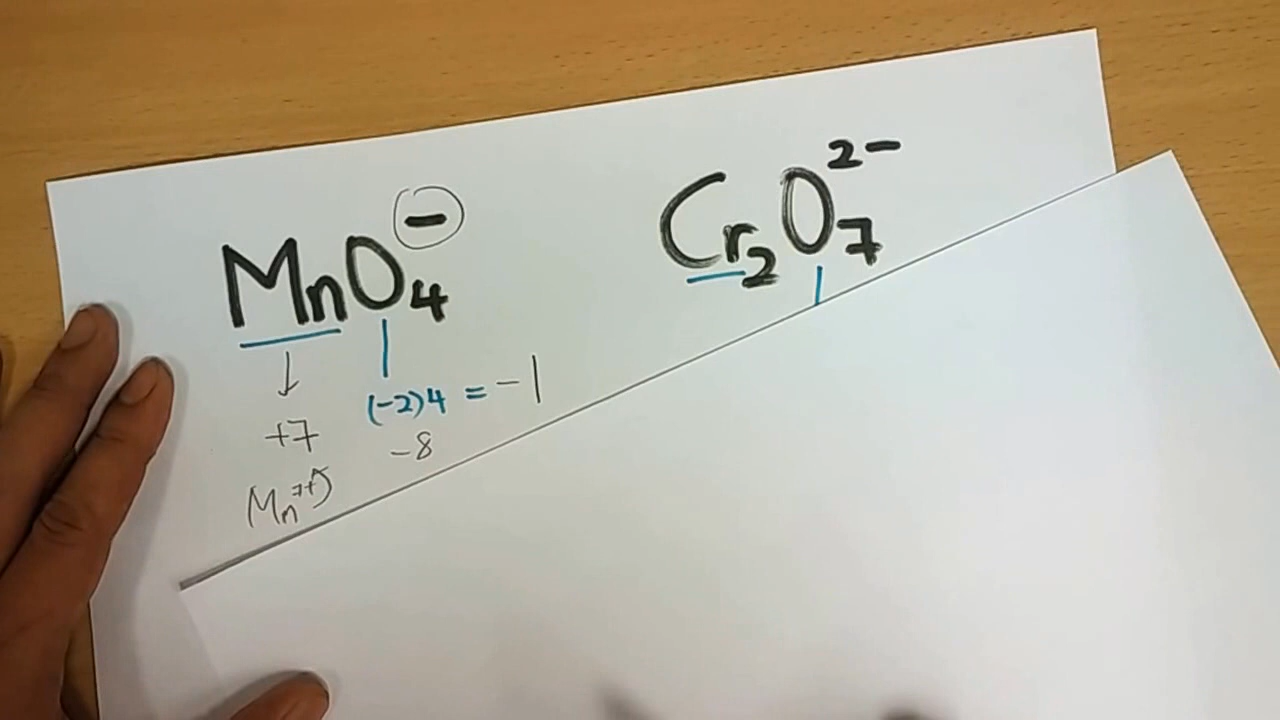 MnO₄⁻ Cr₂O₇²⁻
+7 (-2)4 = -1
-8
Mn⁷⁺